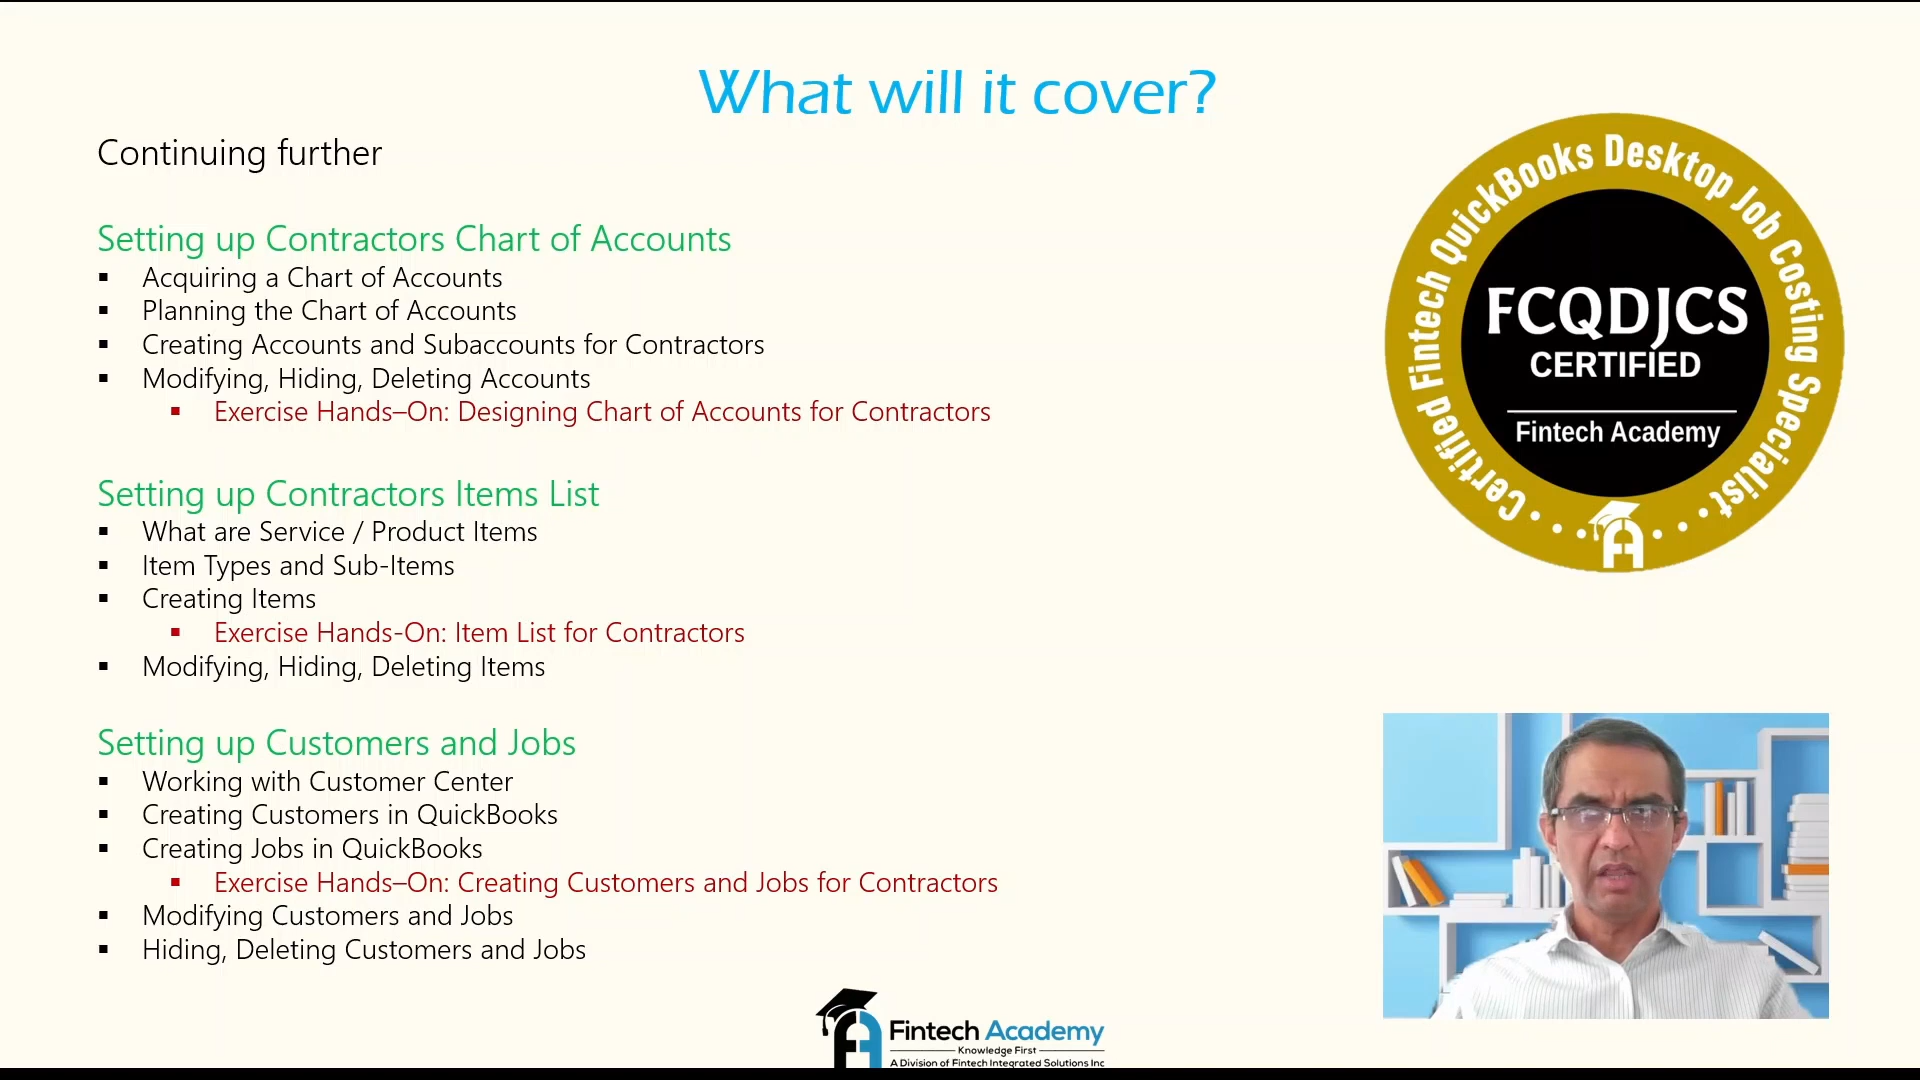 What will it cover?
Continuing further
Setting up Contractors Chart of Accounts
▪ Acquiring a Chart of Accounts
▪ Planning the Chart of Accounts
▪ Creating Accounts and Subaccounts for Contractors
▪ Modifying, Hiding, Deleting Accounts
▪ Exercise Hands–On: Designing Chart of Accounts for Contractors
Setting up Contractors Items List
▪ What are Service / Product Items
▪ Item Types and Sub-Items
▪ Creating Items
▪ Exercise Hands-On: Item List for Contractors
▪ Modifying, Hiding, Deleting Items
Setting up Customers and Jobs
▪ Working with Customer Center
▪ Creating Customers in QuickBooks
▪ Creating Jobs in QuickBooks
▪ Exercise Hands–On: Creating Customers and Jobs for Contractors
▪ Modifying Customers and Jobs
▪ Hiding, Deleting Customers and Jobs
Certified Fintech QuickBooks Desktop Job Costing Specialist
FCQDJCS
CERTIFIED
Fintech Academy
Fintech Academy
Knowledge First
A Division of Fintech Integrated Solutions Inc